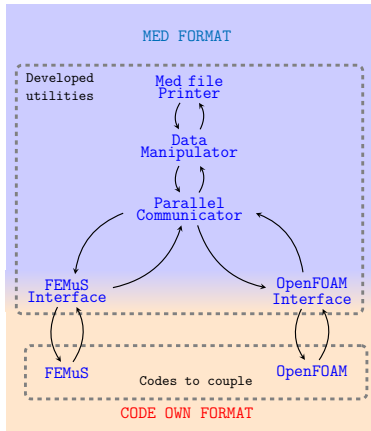 MED FORMAT
Developed
utilities
Med file
Printer
Data
Manipulator
Parallel
Communicator
FEMuS
Interface
OpenFOAM
Interface
FEMuS
OpenFOAM
Codes to couple
CODE OWN FORMAT